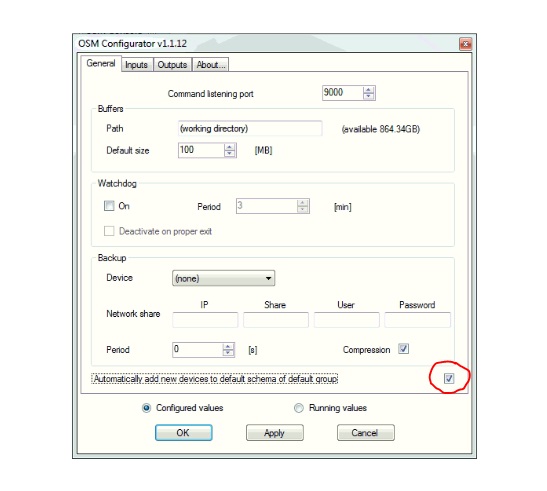 OSM Configurator v1.1.12
General Inputs Outputs About...
Command listening port 9000
Buffers
Path (working directory) (available 864.34GB)
Default size 100 [MB]
Watchdog
On Period 3 [min]
Deactivate on proper exit
Backup
Device (none)
IP Share User Password
Network share
Period 0 [s] Compression
Automatically add new devices to default schema of default group
Configured values Running values
OK Apply Cancel